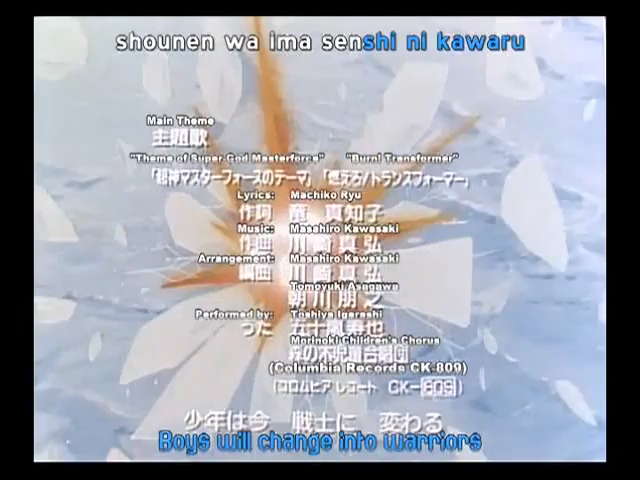 shounen wa ima senshi ni kawaru
Main Theme
主題歌
"Theme of Super-God Masterforce" "Burn! Transformer"
「超神マスターフォースのテーマ」「燃えろ!トランスフォーマー」
Lyrics: Machiko Ryu
作詞 竜 真知子
Music: Masahiro Kawasaki
作曲 川崎真弘
Arrangement: Masahiro Kawasaki
編曲 川崎真弘
Tomoyuki Asagawa
朝川朋之
Performed by: Toshiya Igarashi
うた 五十嵐寿也
Morinoki Children's Chorus
森の木児童合唱団
(Columbia Records CK-809)
(コロムビア レコード CK-809)
少年は今 戦士に 変わる
Boys will change into warriors